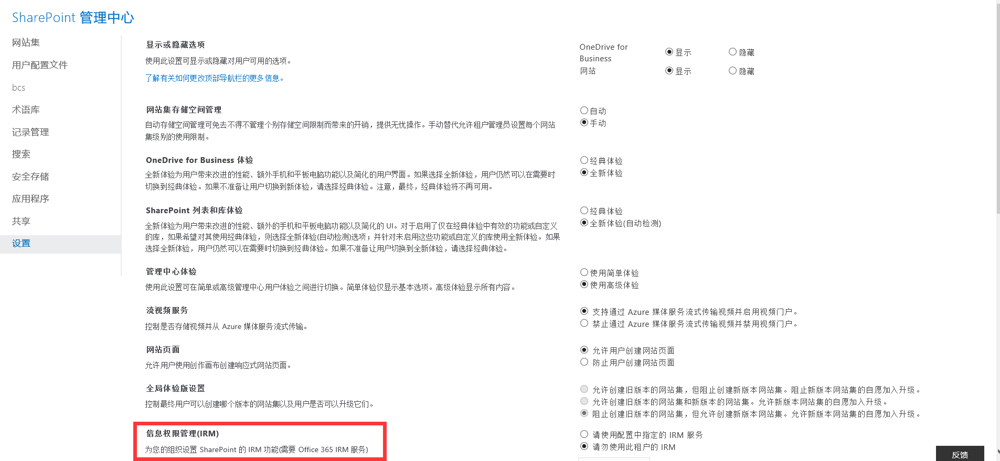 SharePoint 管理中心
网站集
用户配置文件
bcs
术语库
记录管理
搜索
安全存储
应用程序
共享
设置
显示或隐藏选项
使用此设置可显示或隐藏对用户可用的选项。
了解有关如何更改顶部导航栏的更多信息。
OneDrive for
Business
显示
隐藏
网站
显示
隐藏
网站集存储空间管理
自动存储空间管理可免去不得不管理个别存储空间限制而带来的开销，提供无忧操作。手动替代允许租户管理员设置每个网站
集级别的使用限制。
自动
手动
OneDrive for Business 体验
全新体验为用户带来改进的性能、额外手机和平板电脑功能以及简化的用户界面。如果选择全新体验，用户仍然可以在需要时
切换到经典体验。如果不准备让用户切换到新体验，请选择经典体验。注意，最终，经典体验将不再可用。
经典体验
全新体验
SharePoint 列表和库体验
全新体验为用户带来改进的性能、额外的手机和平板电脑功能以及简化的 UI。对于启用了仅在经典体验中有效的功能或自定义
的库，如果希望对其使用经典体验，则选择全新体验(自动检测)选项；并针对未启用这些功能或自定义的库使用全新体验。如果
选择全新体验，用户仍然可以在需要时切换到经典体验。如果不准备让用户切换到全新体验，请选择经典体验。
经典体验
全新体验(自动检测)
管理中心体验
使用此设置可在简单或高级管理中心用户体验之间进行切换。简单体验仅显示基本选项。高级体验显示所有内容。
使用简单体验
使用高级体验
流视频服务
控制是否存储视频并从 Azure 媒体服务流式传输。
支持通过 Azure 媒体服务流式传输视频并启用视频门户。
禁止通过 Azure 媒体服务流式传输视频并禁用视频门户。
网站页面
允许用户使用创作画布创建响应式网站页面。
允许用户创建网站页面
防止用户创建网站页面
全局体验版设置
控制最终用户可以创建哪个版本的网站集以及用户是否可以升级它们。
允许创建旧版本的网站集，但阻止创建新版本网站集。阻止新版本网站集的自愿加入升级。
允许创建旧版本的网站集和新版本的网站集。允许新版本网站集的自愿加入升级。
阻止创建旧版本的网站集，但允许创建新版本网站集。允许新版本网站集的自愿加入升级。
信息权限管理(IRM)
为您的组织设置 SharePoint 的 IRM 功能(需要 Office 365 IRM 服务)
请使用配置中指定的 IRM 服务
请勿使用此租户的 IRM
反馈